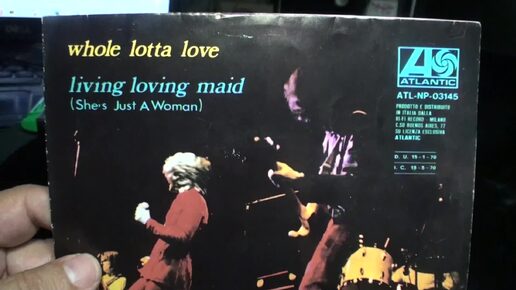 whole lotta love
living loving maid
(She's Just A Woman)
ATLANTIC
ATL-NP-03145
PRODOTTO E DISTRIBUITO
IN ITALIA DALLA
RI-FI RECORD - MILANO
C.SO BUENOS AIRES, 77
SU LICENZA ESCLUSIVA
ATLANTIC
D. U. 15-1-70
D. C. 15-5-70